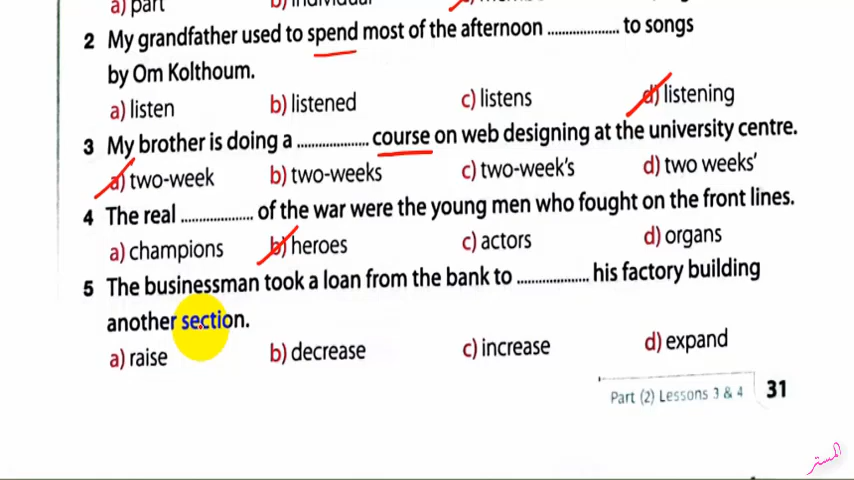 a) part b) individual
2 My grandfather used to spend most of the afternoon .................... to songs
by Om Kolthoum.
a) listen b) listened c) listens d) listening
3 My brother is doing a .................... course on web designing at the university centre.
a) two-week b) two-weeks c) two-week's d) two weeks'
4 The real .................... of the war were the young men who fought on the front lines.
a) champions b) heroes c) actors d) organs
5 The businessman took a loan from the bank to .................... his factory building
another section.
a) raise b) decrease c) increase d) expand
Part (2) Lessons 3 & 4 31
المستر